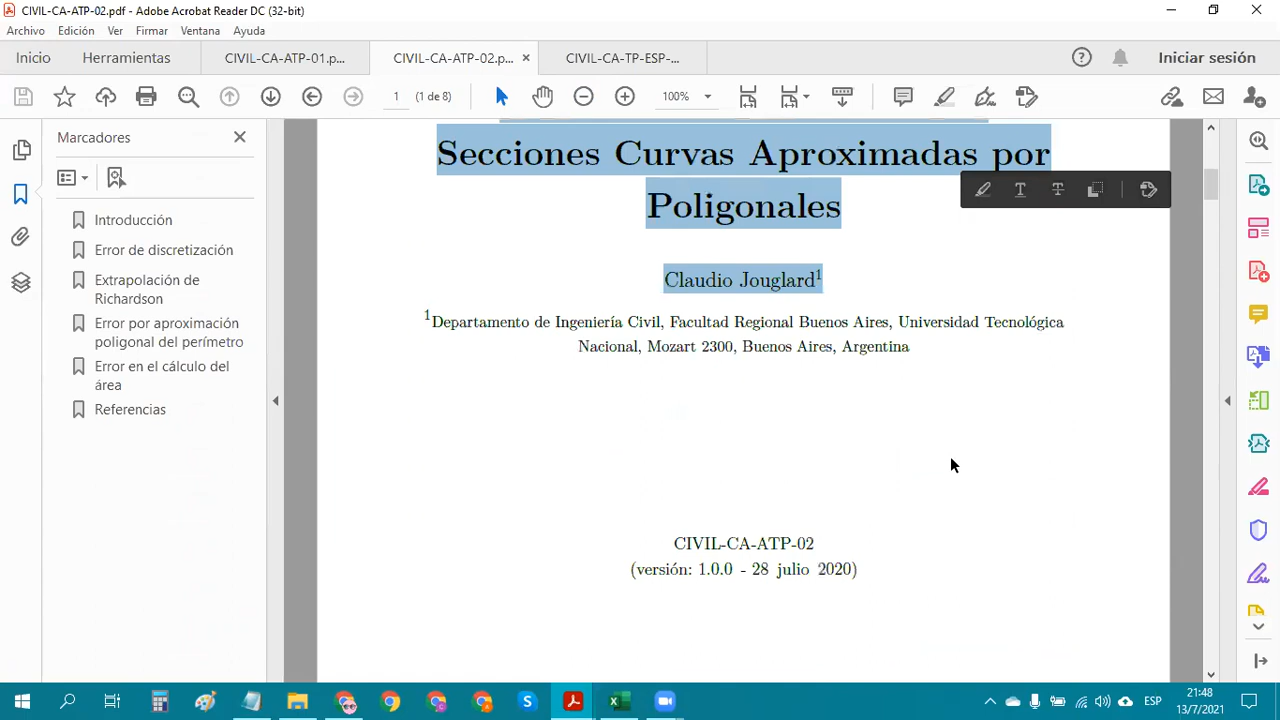 CIVIL-CA-ATP-02.pdf - Adobe Acrobat Reader DC (32-bit)
Archivo Edición Ver Firmar Ventana Ayuda
Inicio Herramientas CIVIL-CA-ATP-01.p... CIVIL-CA-ATP-02.p... × CIVIL-CA-TP-ESP-... Iniciar sesión
1 (1 de 8) 100%
Marcadores
Introducción
Error de discretización
Extrapolación de
Richardson
Error por aproximación
poligonal del perímetro
Error en el cálculo del
área
Referencias
Secciones Curvas Aproximadas por
Poligonales
Claudio Jouglard¹
¹Departamento de Ingeniería Civil, Facultad Regional Buenos Aires, Universidad Tecnológica
Nacional, Mozart 2300, Buenos Aires, Argentina
CIVIL-CA-ATP-02
(versión: 1.0.0 - 28 julio 2020)
ESP
21:48
13/7/2021